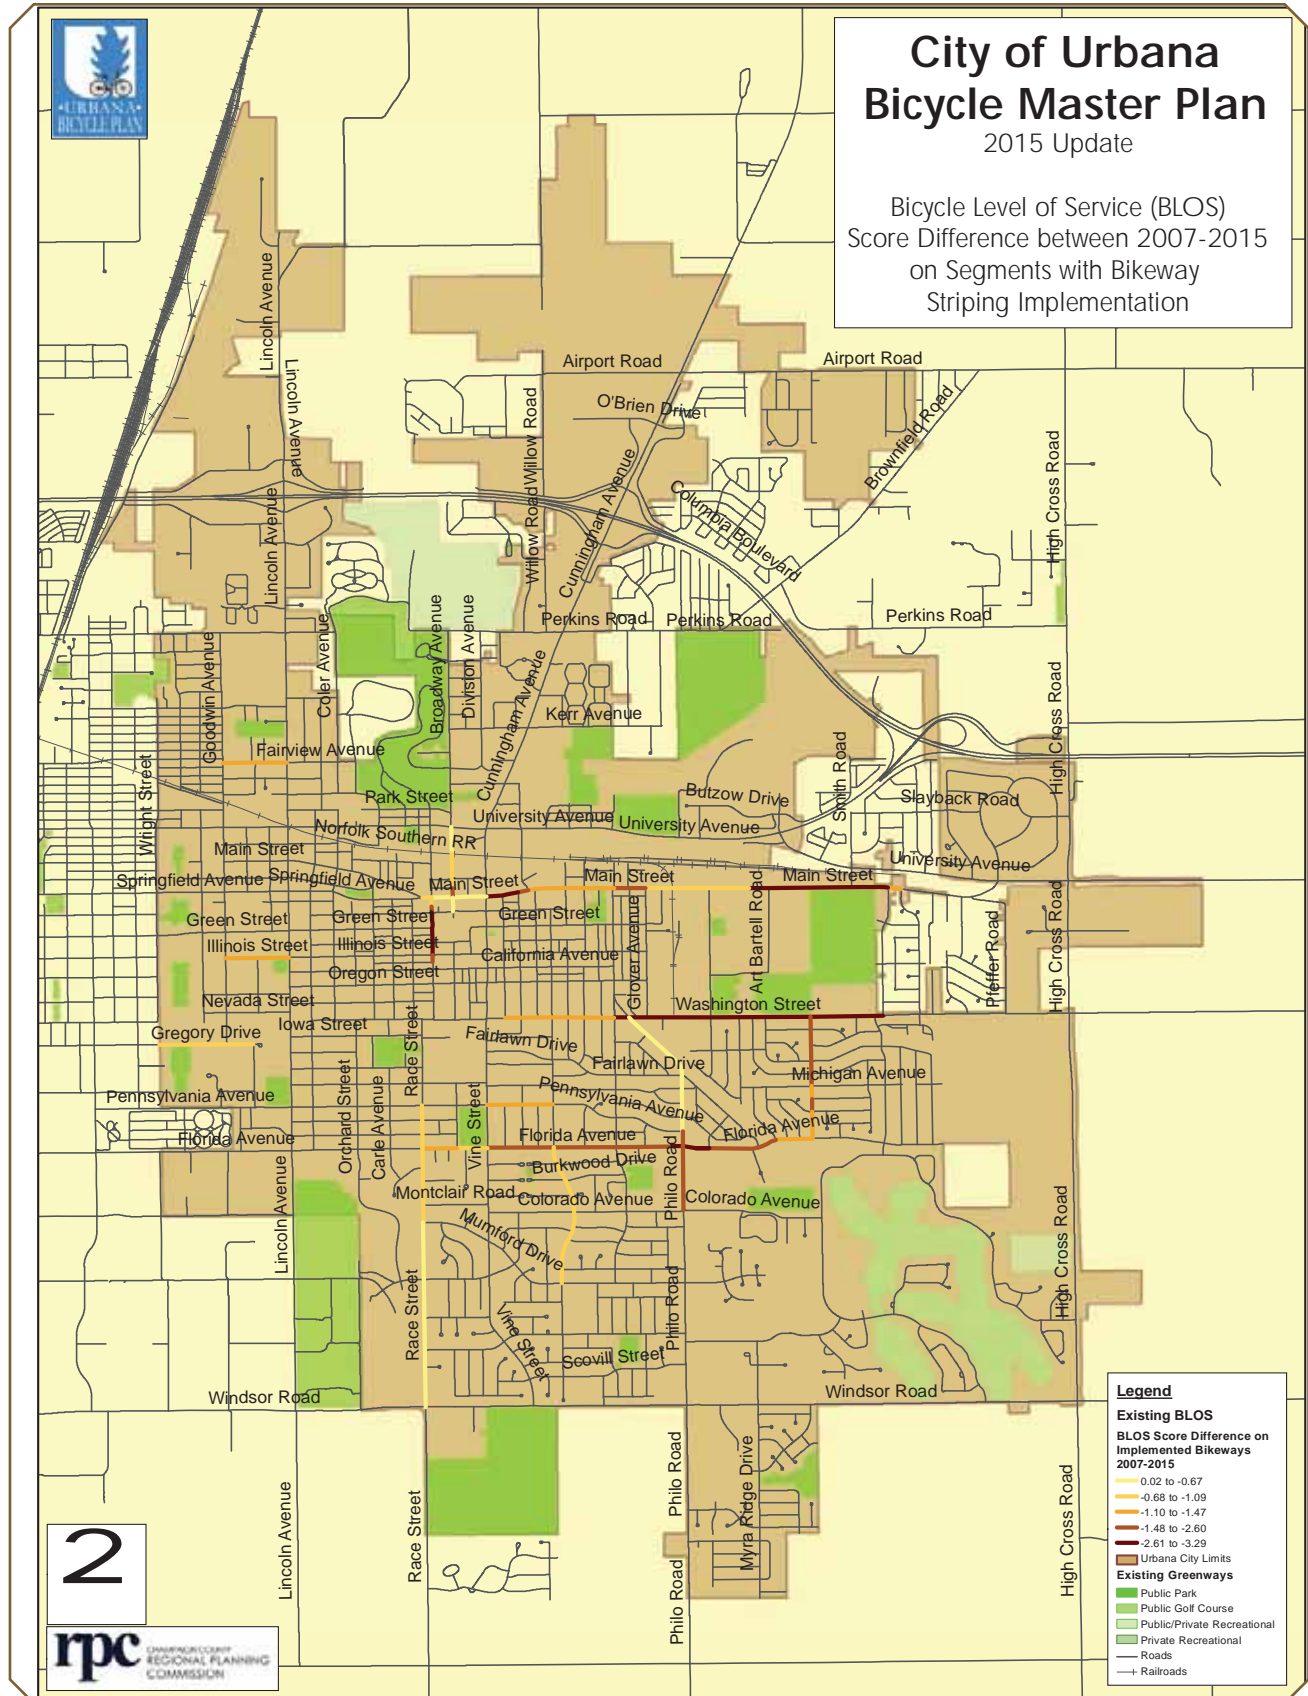 City of Urbana
Bicycle Master Plan
2015 Update
Bicycle Level of Service (BLOS)
Score Difference between 2007-2015
on Segments with Bikeway
Striping Implementation
•URBANA•
BICYCLE PLAN
Lincoln Avenue
Lincoln Avenue
Lincoln Avenue
Airport Road
Airport Road
O'Brien Drive
Willow Road
Willow Road
Cunningham Avenue
Brownfield Road
Columbia Boulevard
High Cross Road
Perkins Road
Perkins Road
Perkins Road
Goodwin Avenue
Coler Avenue
Broadway Avenue
Division Avenue
Cunningham Avenue
Kerr Avenue
High Cross Road
Fairview Avenue
Wright Street
Park Street
Butzow Drive
Smith Road
Slayback Road
University Avenue
University Avenue
Norfolk Southern RR
Main Street
University Avenue
Springfield Avenue
Springfield Avenue
Main Street
Main Street
Main Street
Green Street
Green Street
Green Street
Glover Avenue
Art Bartell Road
Pfeffer Road
High Cross Road
Illinois Street
Illinois Street
California Avenue
Oregon Street
Nevada Street
Washington Street
Gregory Drive
Iowa Street
Race Street
Fairlawn Drive
Fairlawn Drive
Michigan Avenue
Pennsylvania Avenue
Pennsylvania Avenue
Orchard Street
Carle Avenue
Vine Street
Florida Avenue
Florida Avenue
Florida Avenue
Burkwood Drive
Philo Road
Lincoln Avenue
Montclair Road
Colorado Avenue
Colorado Avenue
Mumford Drive
High Cross Road
Race Street
Philo Road
Vine Street
Scovill Street
Windsor Road
Windsor Road
Lincoln Avenue
Race Street
Philo Road
Philo Road
Myra Ridge Drive
High Cross Road
Legend
Existing BLOS
BLOS Score Difference on
Implemented Bikeways
2007-2015
0.02 to -0.67
-0.68 to -1.09
-1.10 to -1.47
-1.48 to -2.60
-2.61 to -3.29
Urbana City Limits
Existing Greenways
Public Park
Public Golf Course
Public/Private Recreational
Private Recreational
Roads
Railroads
2
rpc
CHAMPAIGN COUNTY
REGIONAL PLANNING
COMMISSION